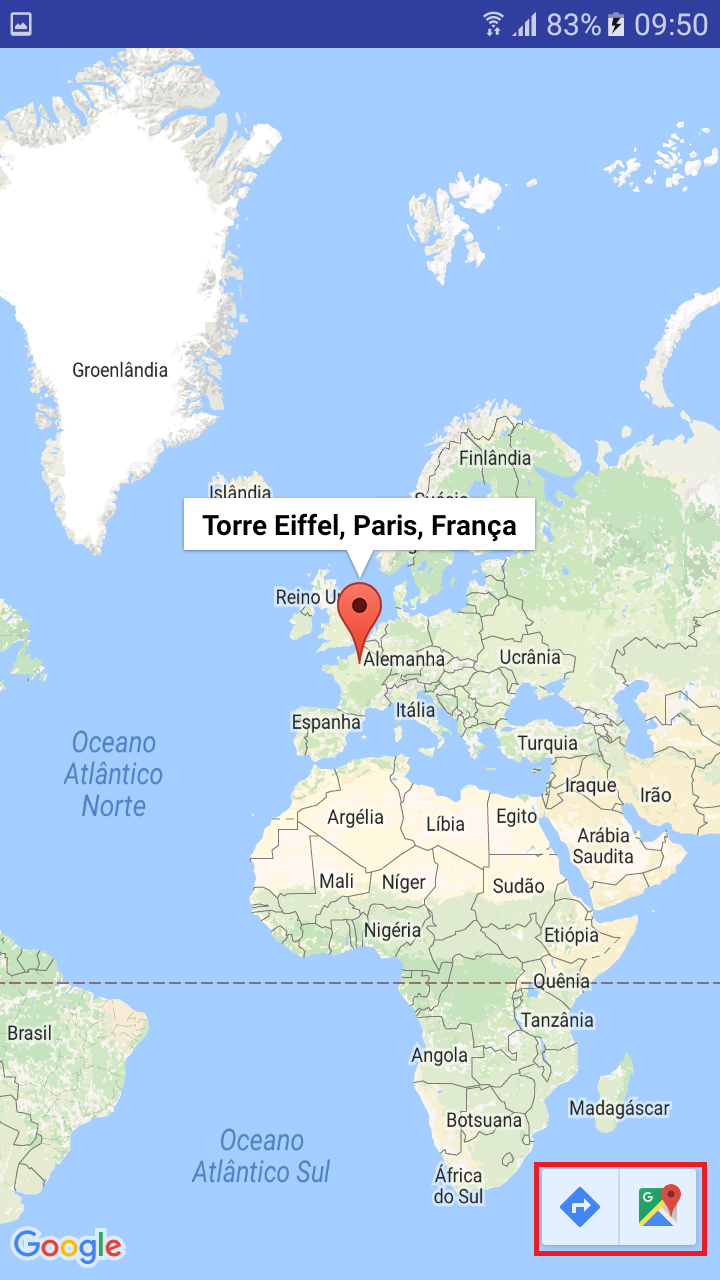 83% 09:50
Groenlândia
Finlândia
Islândia
Suécia
Torre Eiffel, Paris, França
Reino U
Alemanha
Ucrânia
Itália
Espanha
Turquia
Oceano
Atlântico
Norte
Iraque
Irão
Argélia
Líbia
Egito
Arábia
Saudita
Mali
Níger
Sudão
Nigéria
Etiópia
Quênia
Brasil
Tanzânia
Angola
Madagáscar
Botsuana
Oceano
Atlântico Sul
África
do Sul
G
Google